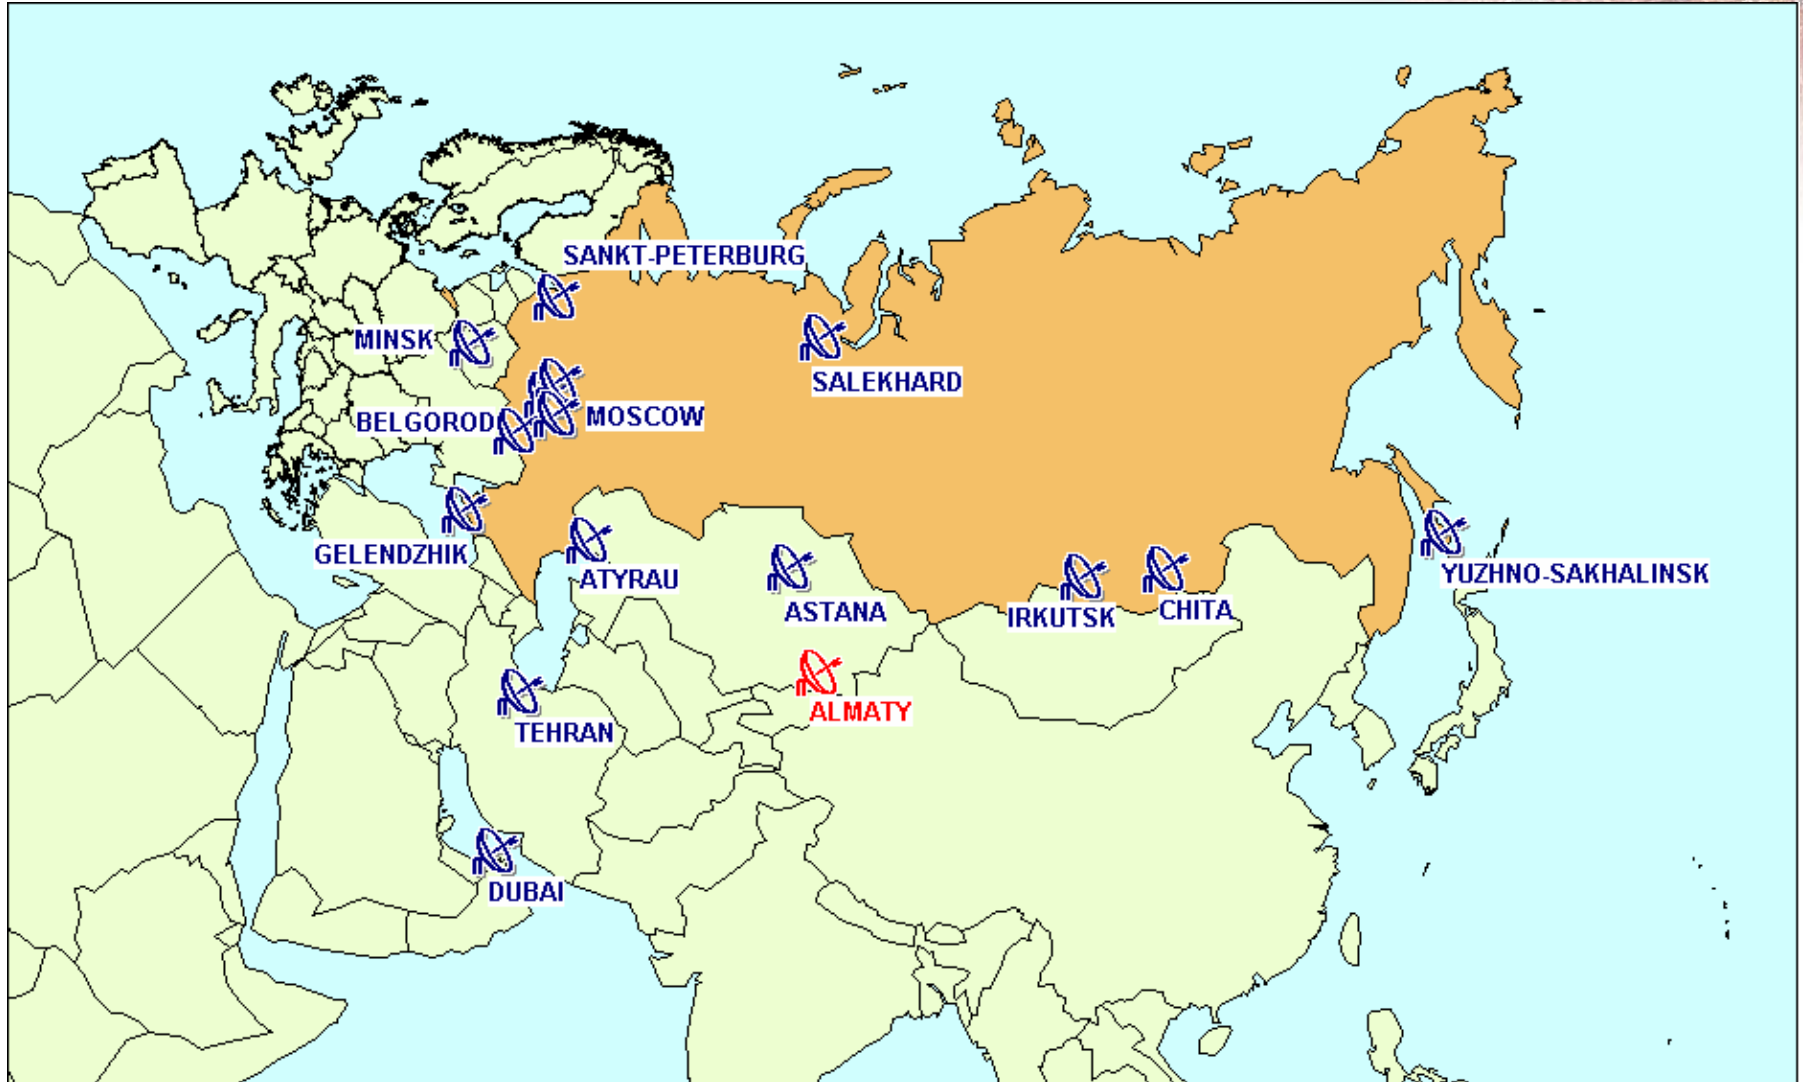 SANKT-PETERBURG
MINSK
SALEKHARD
BELGOROD
MOSCOW
GELENDZHIK
ATYRAU
ASTANA
IRKUTSK
CHITA
YUZHNO-SAKHALINSK
ALMATY
TEHRAN
DUBAI